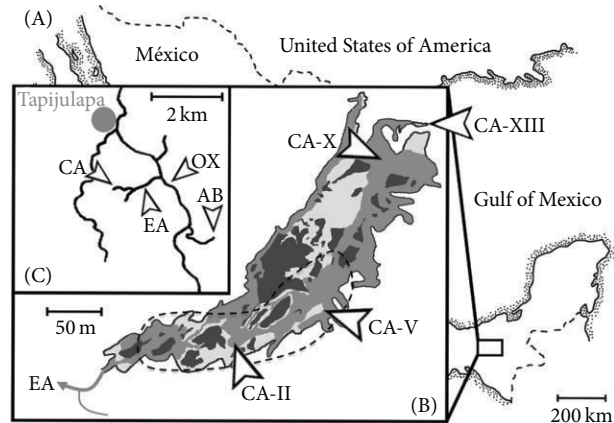 (A)
México
United States of America
Tapijulapa
2 km
CA-XIII
CA-X
CA
OX
AB
EA
Gulf of Mexico
(C)
50 m
CA-V
EA
CA-II
(B)
200 km